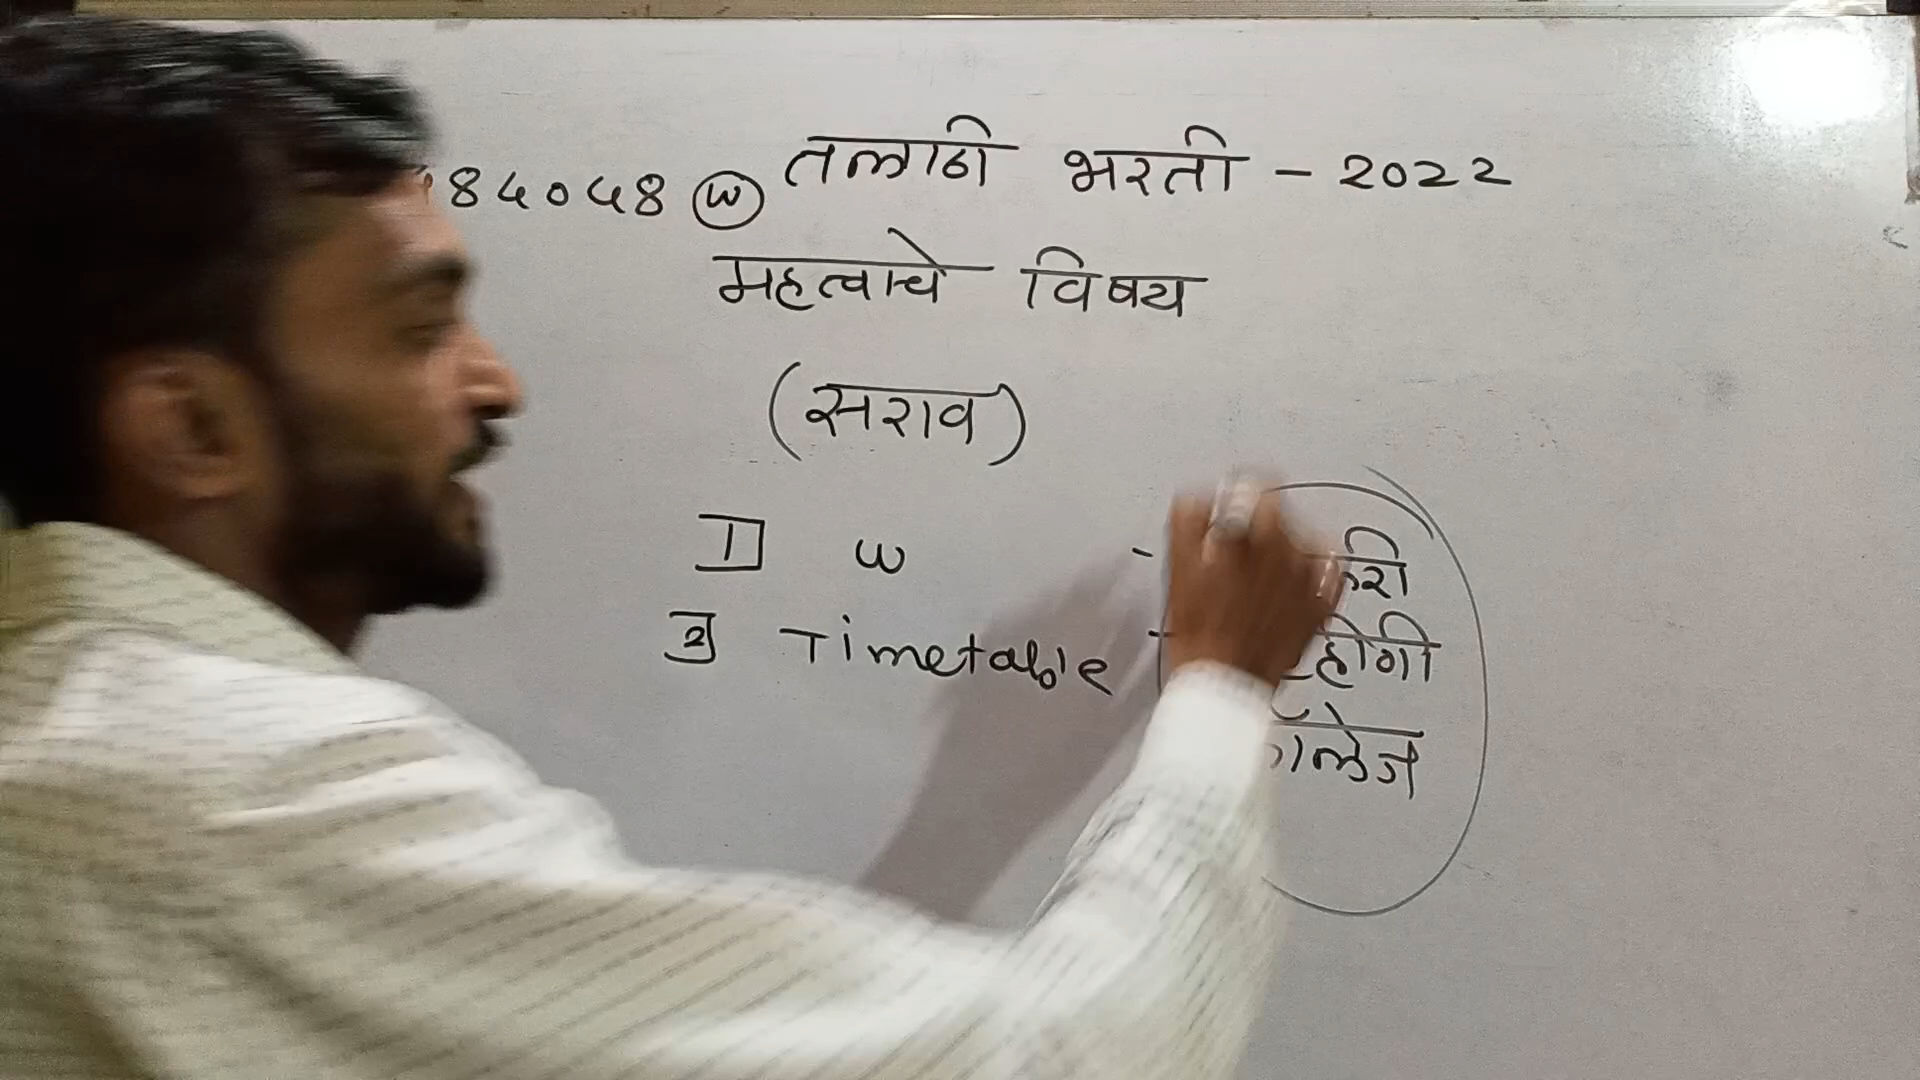 तलाठी भरती - 2022
84048 W
महत्वाचे विषय
(सराव)
1] W -
2] Timetable -